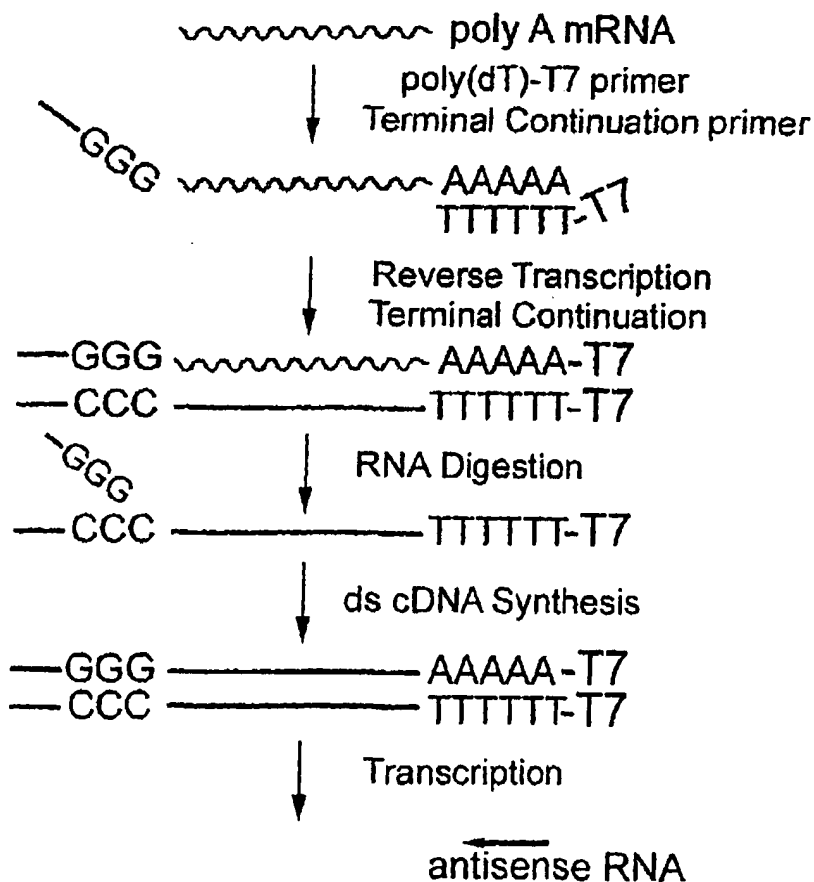 poly A mRNA
poly(dT)-T7 primer
Terminal Continuation primer
GGG
AAAAA
TTTTTT-T7
Reverse Transcription
Terminal Continuation
GGG AAAAA-T7
CCC TTTTTT-T7
GGG
RNA Digestion
CCC TTTTTT-T7
ds cDNA Synthesis
GGG AAAAA-T7
CCC TTTTTT-T7
Transcription
antisense RNA